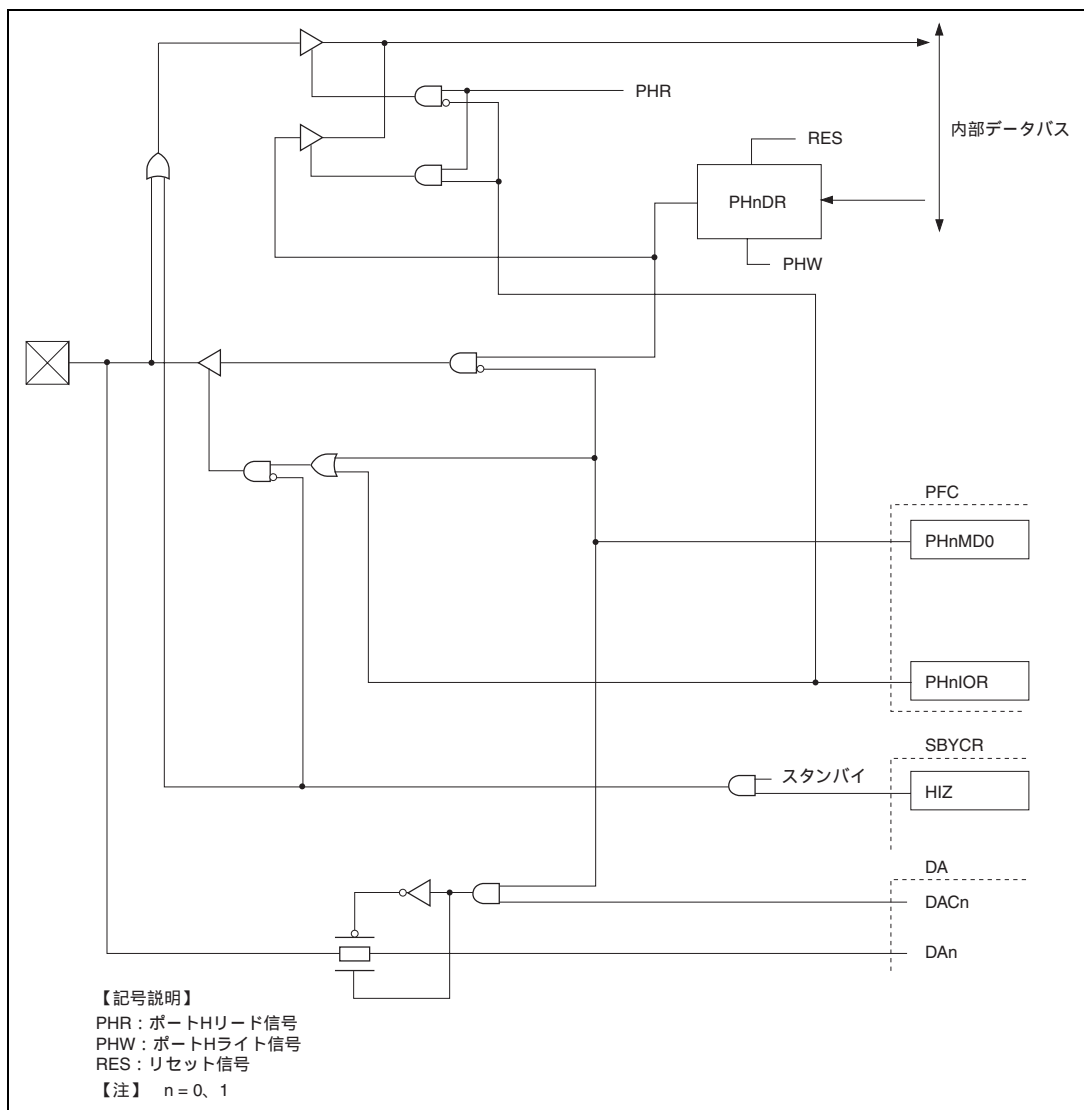 PHR
RES
内部データバス
PHnDR
PHW
PFC
PHnMD0
PHnIOR
SBYCR
スタンバイ
HIZ
DA
DACn
DAn
【記号説明】
PHR：ポートHリード信号
PHW：ポートHライト信号
RES：リセット信号
【注】 n = 0、1